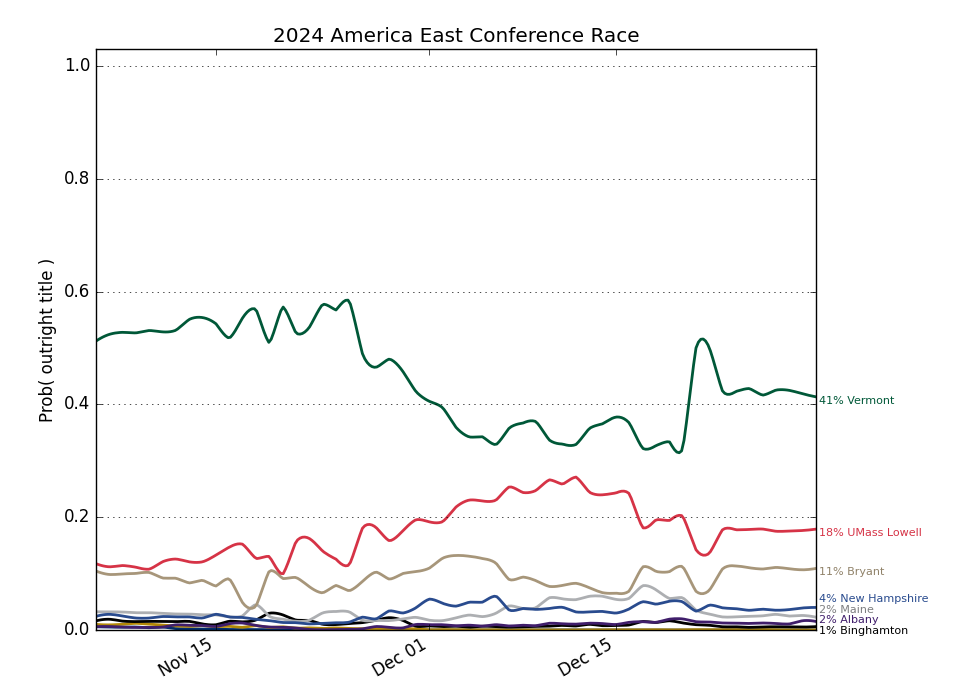 2024 America East Conference Race
Prob( outright title )
1.0
0.8
0.6
0.4
0.2
0.0
Nov 15
Dec 01
Dec 15
41% Vermont
18% UMass Lowell
11% Bryant
4% New Hampshire
2% Maine
2% Albany
1% Binghamton